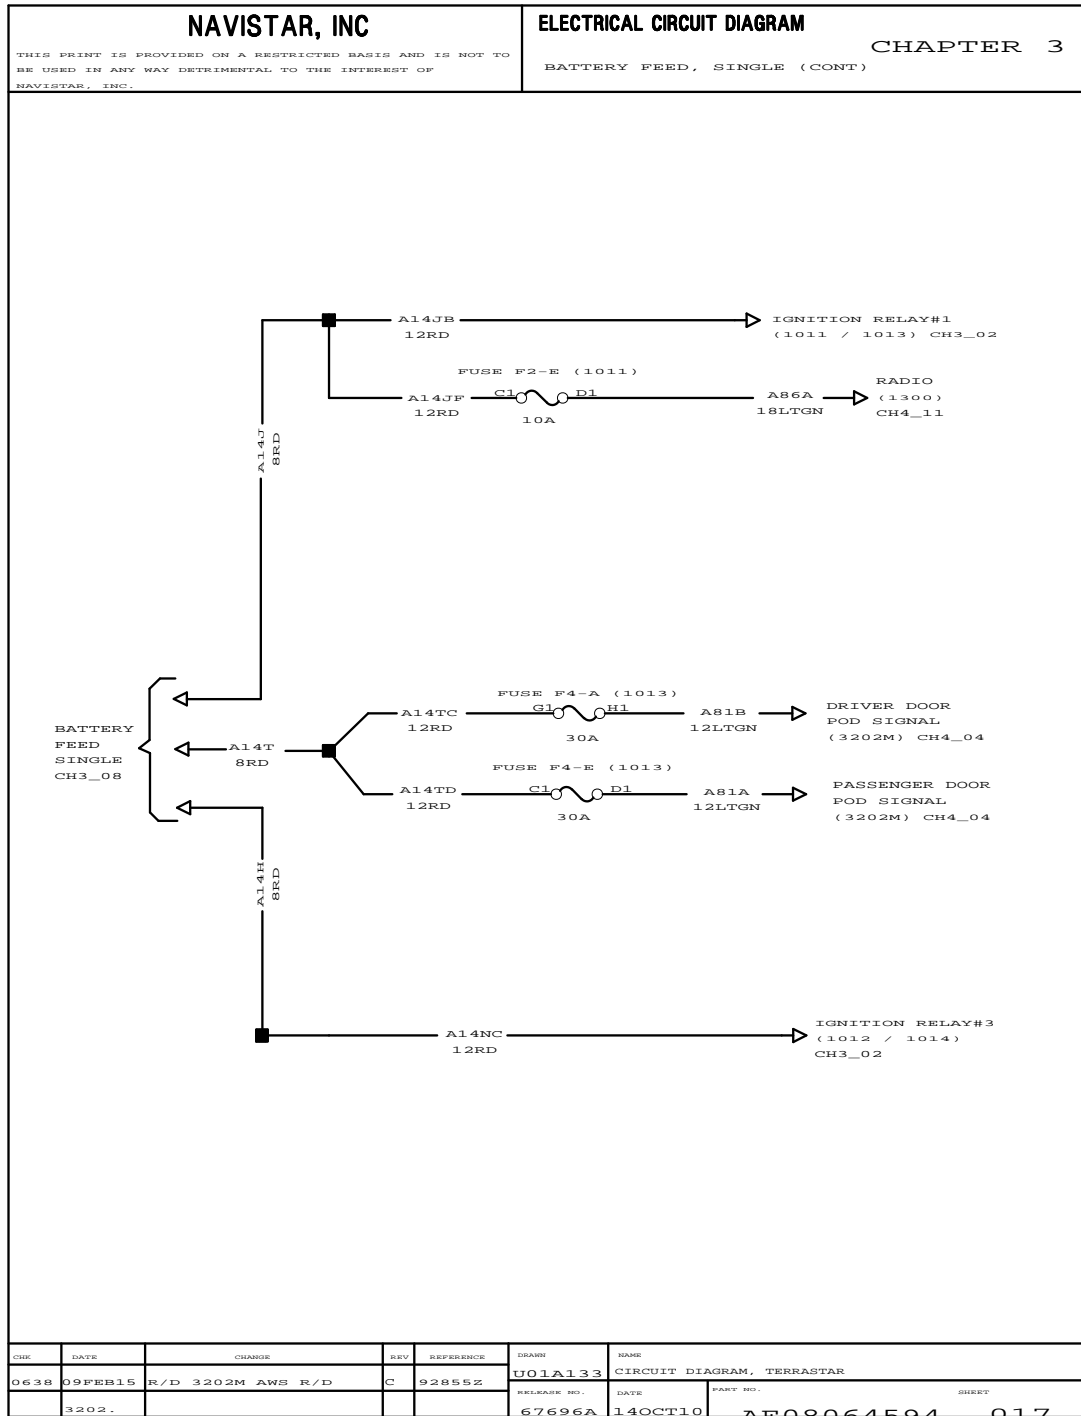 NAVISTAR, INC
THIS PRINT IS PROVIDED ON A RESTRICTED BASIS AND IS NOT TO
BE USED IN ANY WAY DETRIMENTAL TO THE INTEREST OF
NAVISTAR, INC.
ELECTRICAL CIRCUIT DIAGRAM
CHAPTER 3
BATTERY FEED, SINGLE (CONT)
A14JB
12RD
IGNITION RELAY#1
(1011 / 1013) CH3_02
FUSE F2-E (1011)
A14JF
12RD
C1
D1
10A
A86A
18LTGN
RADIO
(1300)
CH4_11
A14J
8RD
BATTERY
FEED
SINGLE
CH3_08
A14T
8RD
FUSE F4-A (1013)
A14TC
12RD
G1
H1
30A
A81B
12LTGN
DRIVER DOOR
POD SIGNAL
(3202M) CH4_04
FUSE F4-E (1013)
A14TD
12RD
C1
D1
30A
A81A
12LTGN
PASSENGER DOOR
POD SIGNAL
(3202M) CH4_04
A14H
8RD
A14NC
12RD
IGNITION RELAY#3
(1012 / 1014)
CH3_02
CHK DATE CHANGE REV REFERENCE
0638 09FEB15 R/D 3202M AWS R/D C 92855Z
3202.
DRAWN
U01A133
NAME
CIRCUIT DIAGRAM, TERRASTAR
RELEASE NO.
67696A
DATE
14OCT10
PART NO.
AE08064594
SHEET
017